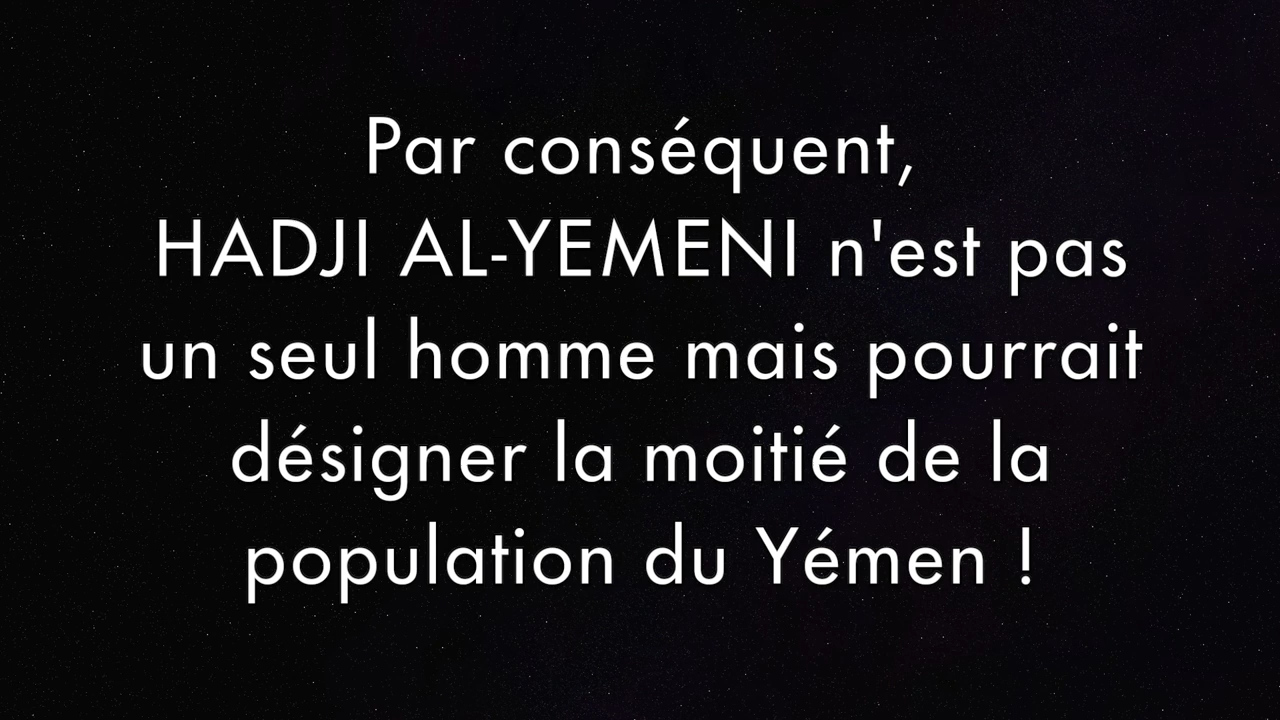 Par conséquent,
HADJI AL-YEMENI n'est pas
un seul homme mais pourrait
désigner la moitié de la
population du Yémen !